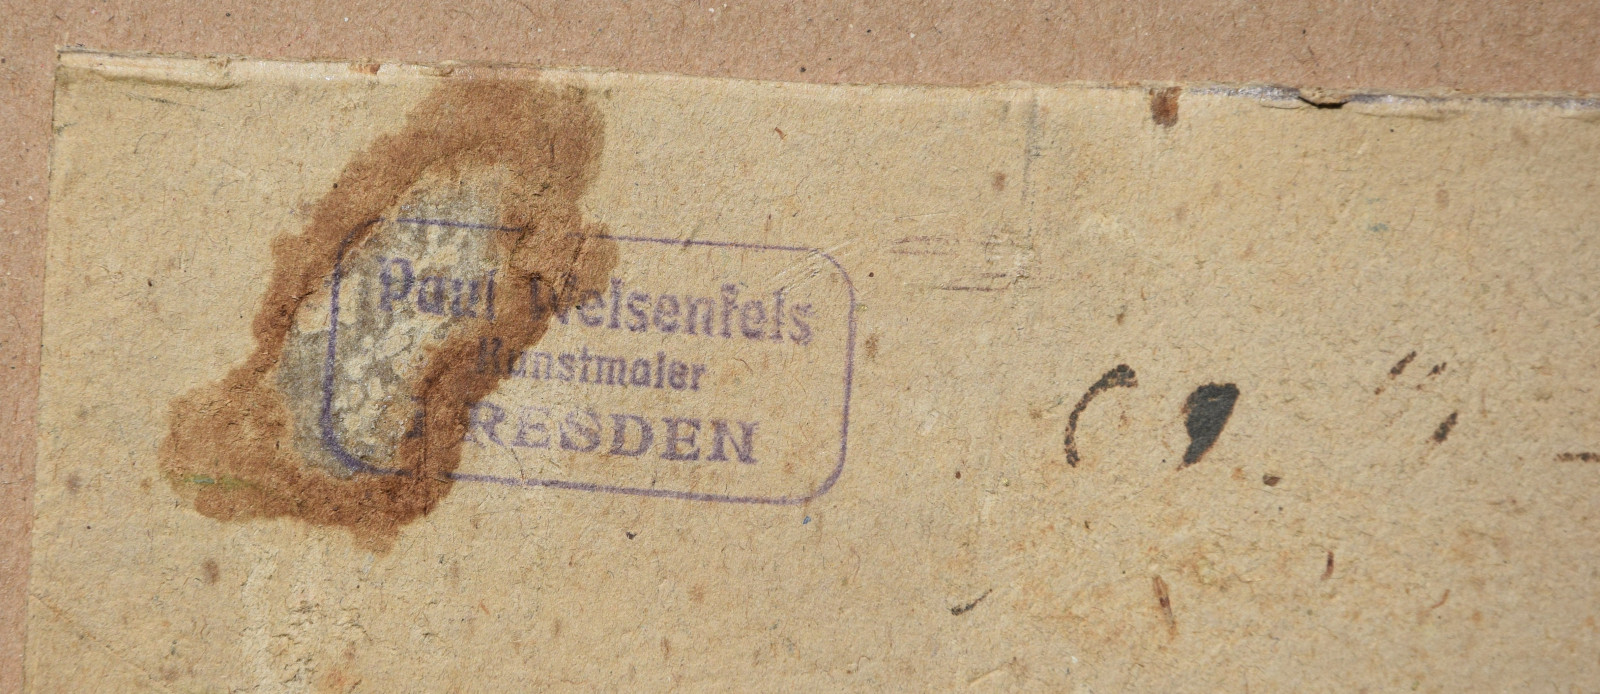 Paul Weisenfels
Kunstmaler
DRESDEN